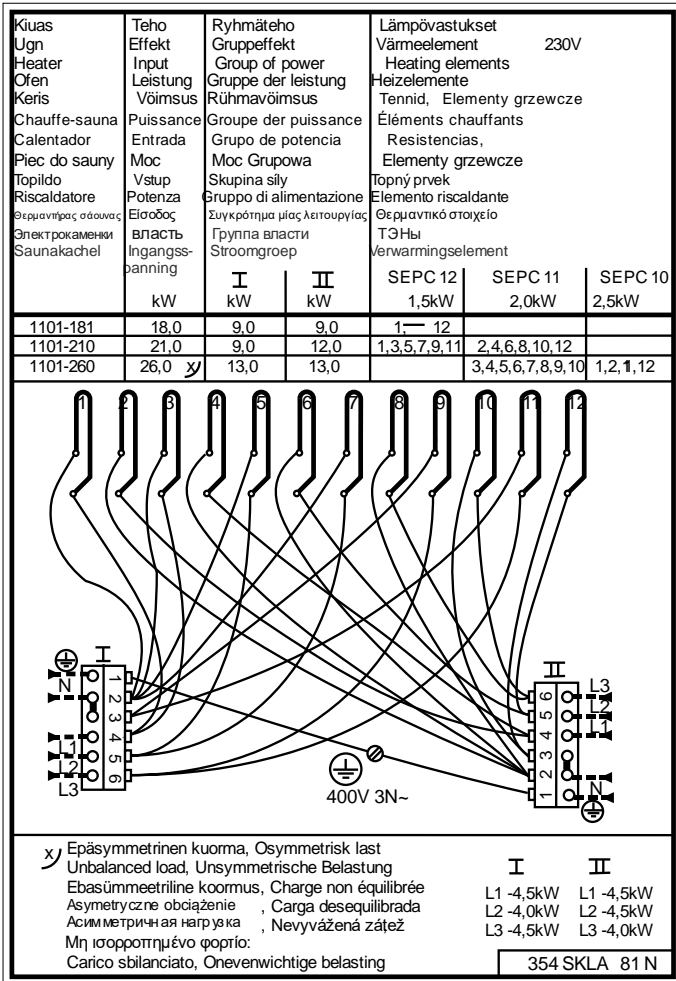 Kiuas Teho Ryhmäteho Lämpövastukset
Ugn Effekt Gruppeffekt Värmeelement 230V
Heater Input Group of power Heating elements
Ofen Leistung Gruppe der leistung Heizelemente
Keris Vöimsus Rühmavöimsus Tennid, Elementy grzewcze
Chauffe-sauna Puissance Groupe der puissance Éléments chauffants
Calentador Entrada Grupo de potencia Resistencias,
Piec do sauny Moc Moc Grupowa Elementy grzewcze
Topildo Vstup Skupina síly Topný prvek
Riscaldatore Potenza Gruppo di alimentazione Elemento riscaldante
Θερμαντήρας σάουνας Είσοδος Συγκρότημα μίας λειτουργίας Θερμαντικό στοιχείο
Электрокаменки власть Группа власти ТЭНы
Saunakachel Ingangss- Stroomgroep Verwarmingselement
panning
I II SEPC 12 SEPC 11 SEPC 10
kW kW kW 1,5kW 2,0kW 2,5kW
1101-181 18,0 9,0 9,0 1,— 12
1101-210 21,0 9,0 12,0 1,3,5,7,9,11 2,4,6,8,10,12
1101-260 26,0 x) 13,0 13,0 3,4,5,6,7,8,9,10 1,2,11,12
1 2 3 4 5 6 7 8 9 10 11 12
I
N
L1
L2
L3
1
2
3
4
5
6
400V 3N~
II
6
5
4
3
2
1
L3
L2
L1
N
x) Epäsymmetrinen kuorma, Osymmetrisk last
Unbalanced load, Unsymmetrische Belastung
Ebasümmeetriline koormus, Charge non équilibrée
Asymetryczne obciążenie , Carga desequilibrada
Асимметричная нагрузка , Nevyvážená zátěž
Μη ισορροπημένο φορτίο:
Carico sbilanciato, Onevenwichtige belasting
I II
L1 -4,5kW L1 -4,5kW
L2 -4,0kW L2 -4,5kW
L3 -4,5kW L3 -4,0kW
354 SKLA 81 N